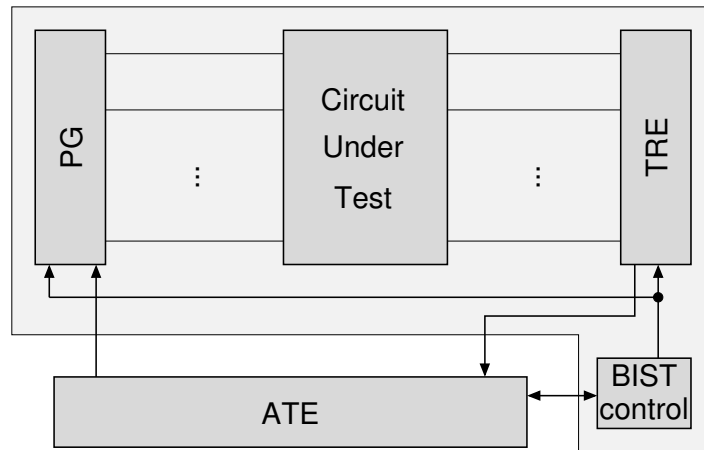 PG
Circuit
Under
Test
...
...
TRE
ATE
BIST
control